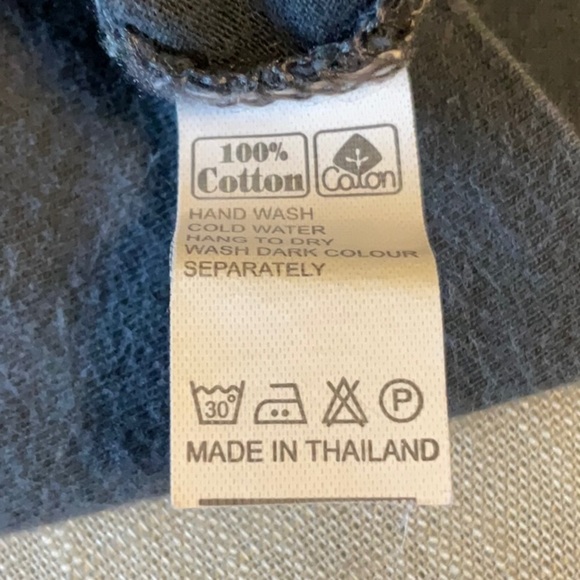 100%
Cotton
Cotton
HAND WASH
COLD WATER
HANG TO DRY
WASH DARK COLOUR
SEPARATELY
30°
P
MADE IN THAILAND